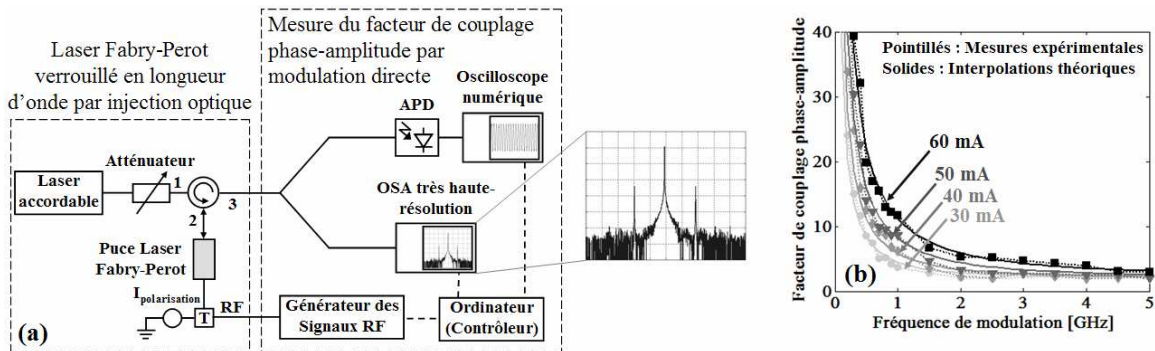 Laser Fabry-Perot
verrouillé en longueur
d'onde par injection optique
Mesure du facteur de couplage
phase-amplitude par
modulation directe
Oscilloscope
numérique
APD
Atténuateur
Laser
accordable
1
2
3
OSA très haute-
résolution
Puce Laser
Fabry-Perot
Ipolarisation
RF
T
Générateur des
Signaux RF
Ordinateur
(Contrôleur)
(a)
Facteur de couplage phase-amplitude
40
30
20
10
0
Pointillés : Mesures expérimentales
Solides : Interpolations théoriques
60 mA
50 mA
40 mA
30 mA
(b)
0 1 2 3 4 5
Fréquence de modulation [GHz]